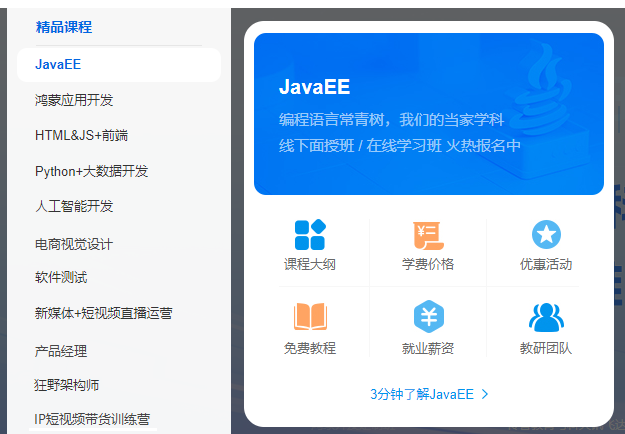 精品课程
JavaEE
鸿蒙应用开发
HTML&JS+前端
Python+大数据开发
人工智能开发
电商视觉设计
软件测试
新媒体+短视频直播运营
产品经理
狂野架构师
IP短视频带货训练营
JavaEE
编程语言常青树，我们的当家学科
线下面授班 / 在线学习班 火热报名中
课程大纲
学费价格
优惠活动
免费教程
就业薪资
教研团队
3分钟了解JavaEE